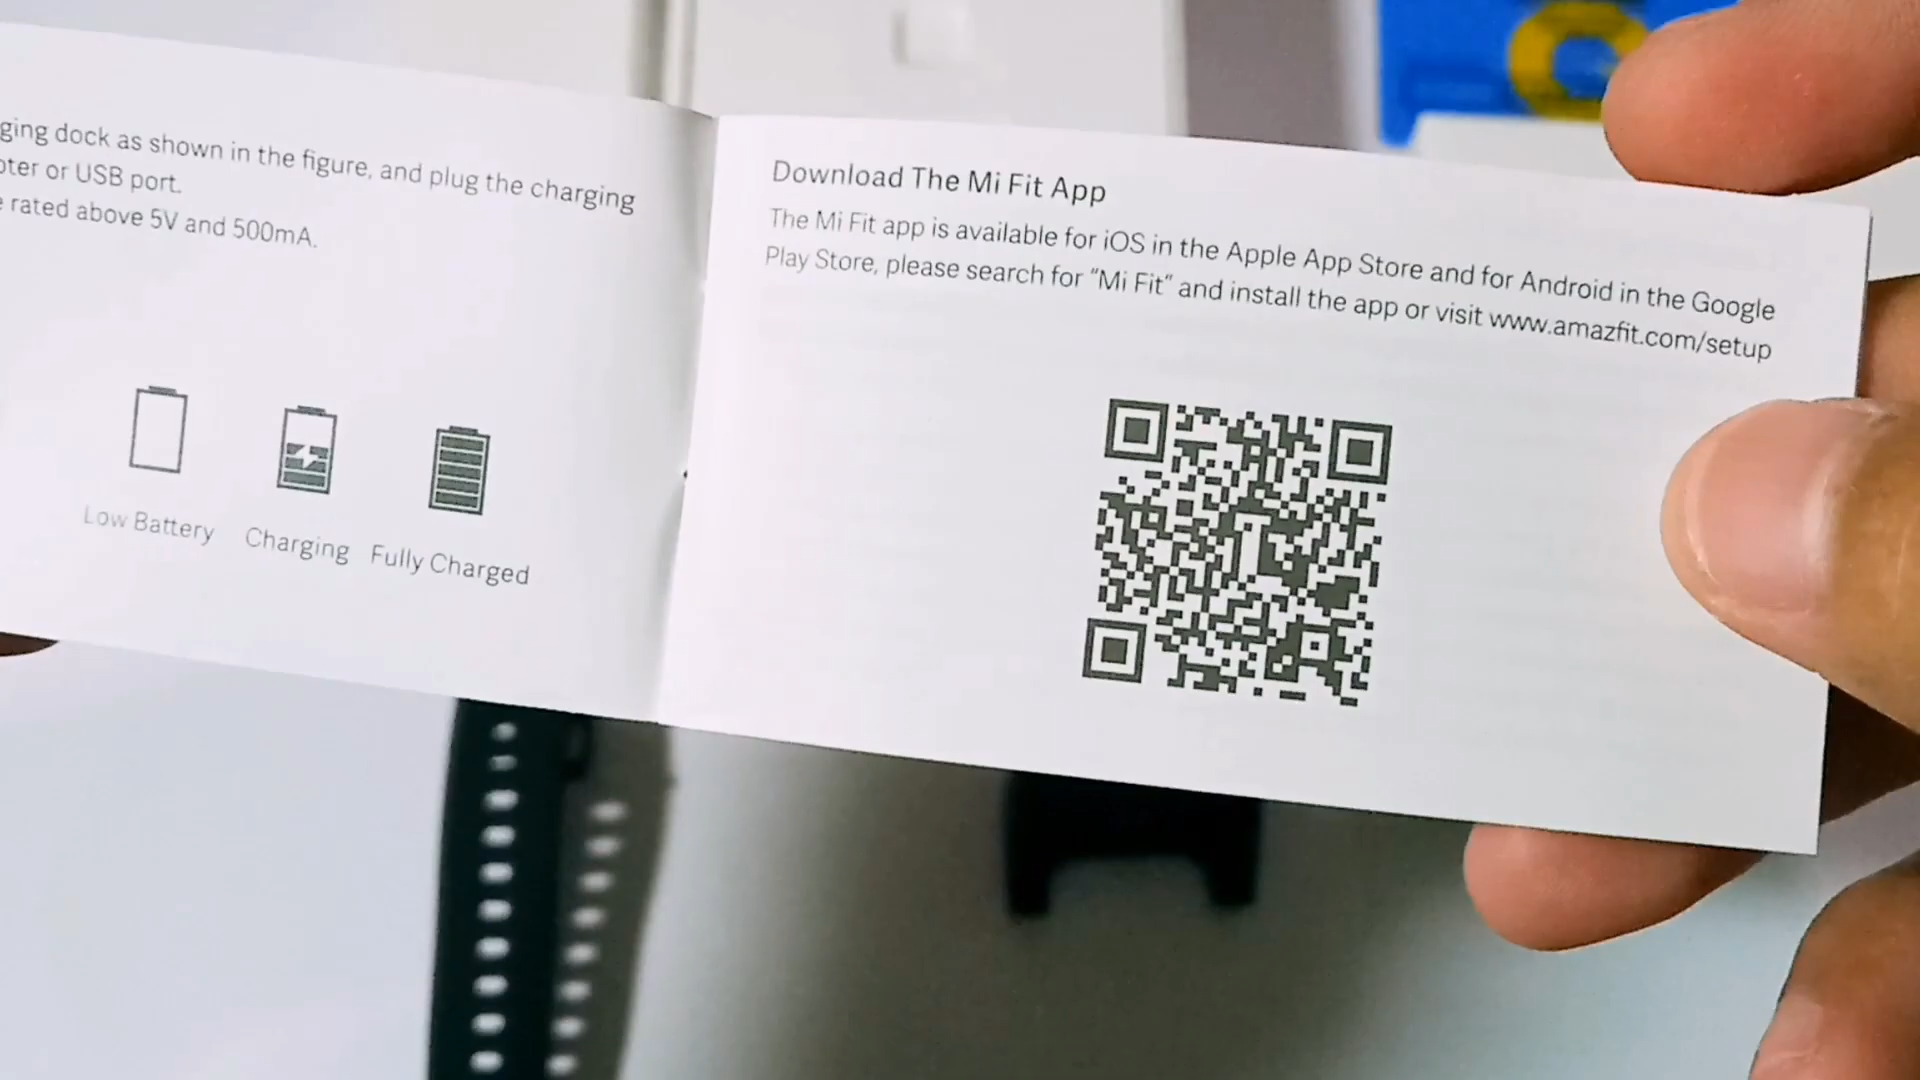 ging dock as shown in the figure, and plug the charging
or USB port.
rated above 5V and 500mA.
Low Battery
Charging
Fully Charged
Download The Mi Fit App
The Mi Fit app is available for iOS in the Apple App Store and for Android in the Google
Play Store, please search for “Mi Fit“ and install the app or visit www.amazfit.com/setup